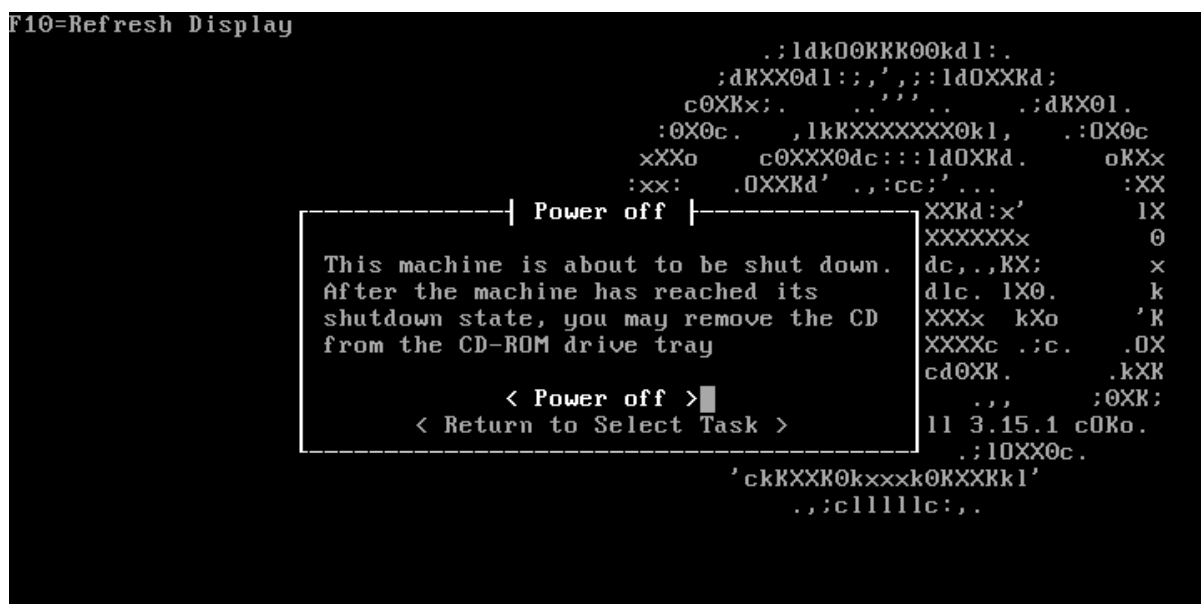 F10=Refresh Display
Power off
This machine is about to be shut down.
After the machine has reached its
shutdown state, you may remove the CD
from the CD-ROM drive tray
< Power off >
< Return to Select Task >
ll 3.15.1